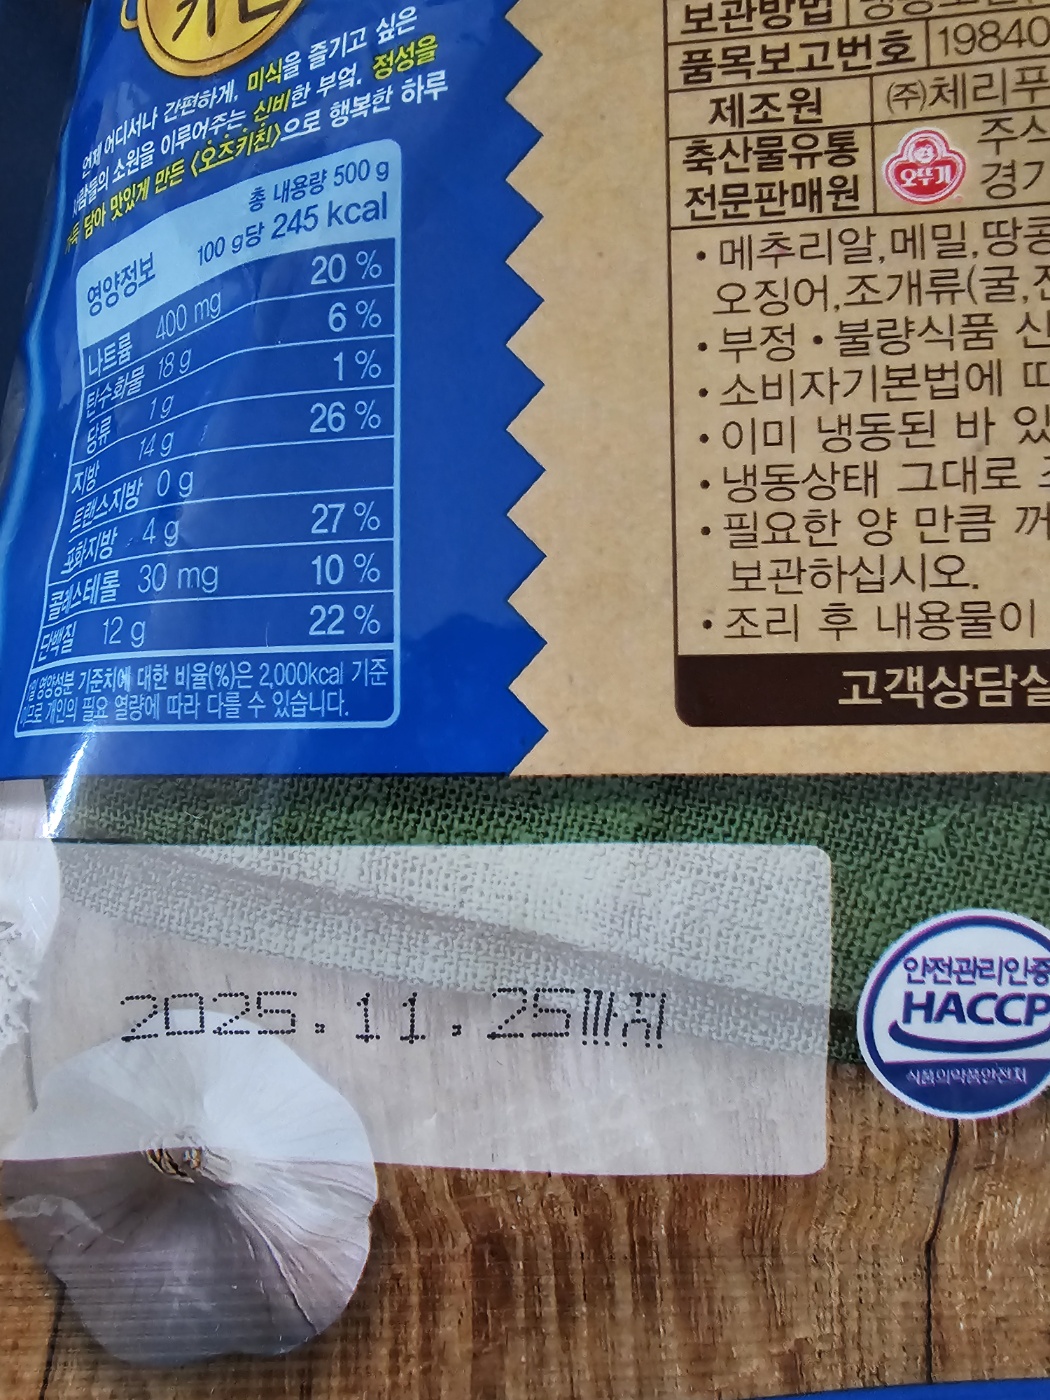 키친
언제 어디서나 간편하게, 미식을 즐기고 싶은
사람들의 소원을 이루어주는 신비한 부엌, 정성을
가득 담아 맛있게 만든 <오즈키친>으로 행복한 하루
총 내용량 500 g
영양정보 100 g당 245 kcal
나트륨 400 mg 20 %
탄수화물 18 g 6 %
당류 1 g 1 %
지방 14 g 26 %
트랜스지방 0 g
포화지방 4 g 27 %
콜레스테롤 30 mg 10 %
단백질 12 g 22 %
1일 영양성분 기준치에 대한 비율(%)은 2,000kcal 기준
이므로 개인의 필요 열량에 따라 다를 수 있습니다.
보관방법
품목보고번호 19840
제조원 ㈜체리푸
축산물유통 주식
전문판매원 오뚜기 경기
• 메추리알,메밀,땅콩
오징어,조개류(굴,전
• 부정 • 불량식품 신
• 소비자기본법에 따
• 이미 냉동된 바 있
• 냉동상태 그대로
• 필요한 양 만큼 꺼
보관하십시오.
• 조리 후 내용물이
고객상담실
2025.11.25까지
안전관리인증
HACCP
식품의약품안전처